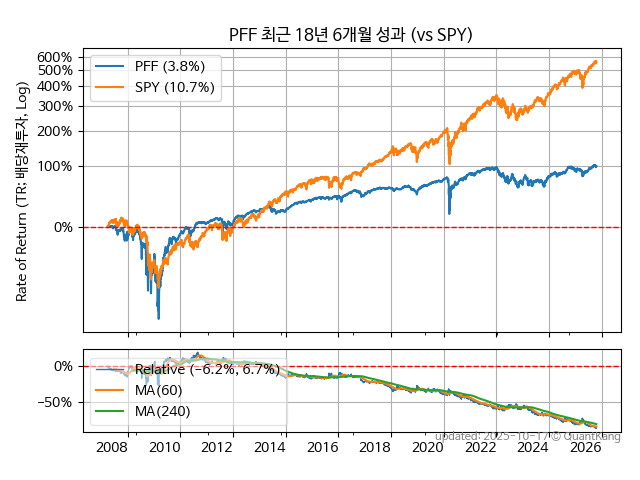 PFF 최근 18년 6개월 성과 (vs SPY)
Rate of Return (TR; 배당재투자, Log)
600%
500%
400%
300%
200%
100%
0%
PFF (3.8%)
SPY (10.7%)
0%
−50%
Relative (−6.2%, 6.7%)
MA(60)
MA(240)
2008 2010 2012 2014 2016 2018 2020 2022 2024 2026
updated: 2025-10-17 © QuantKang